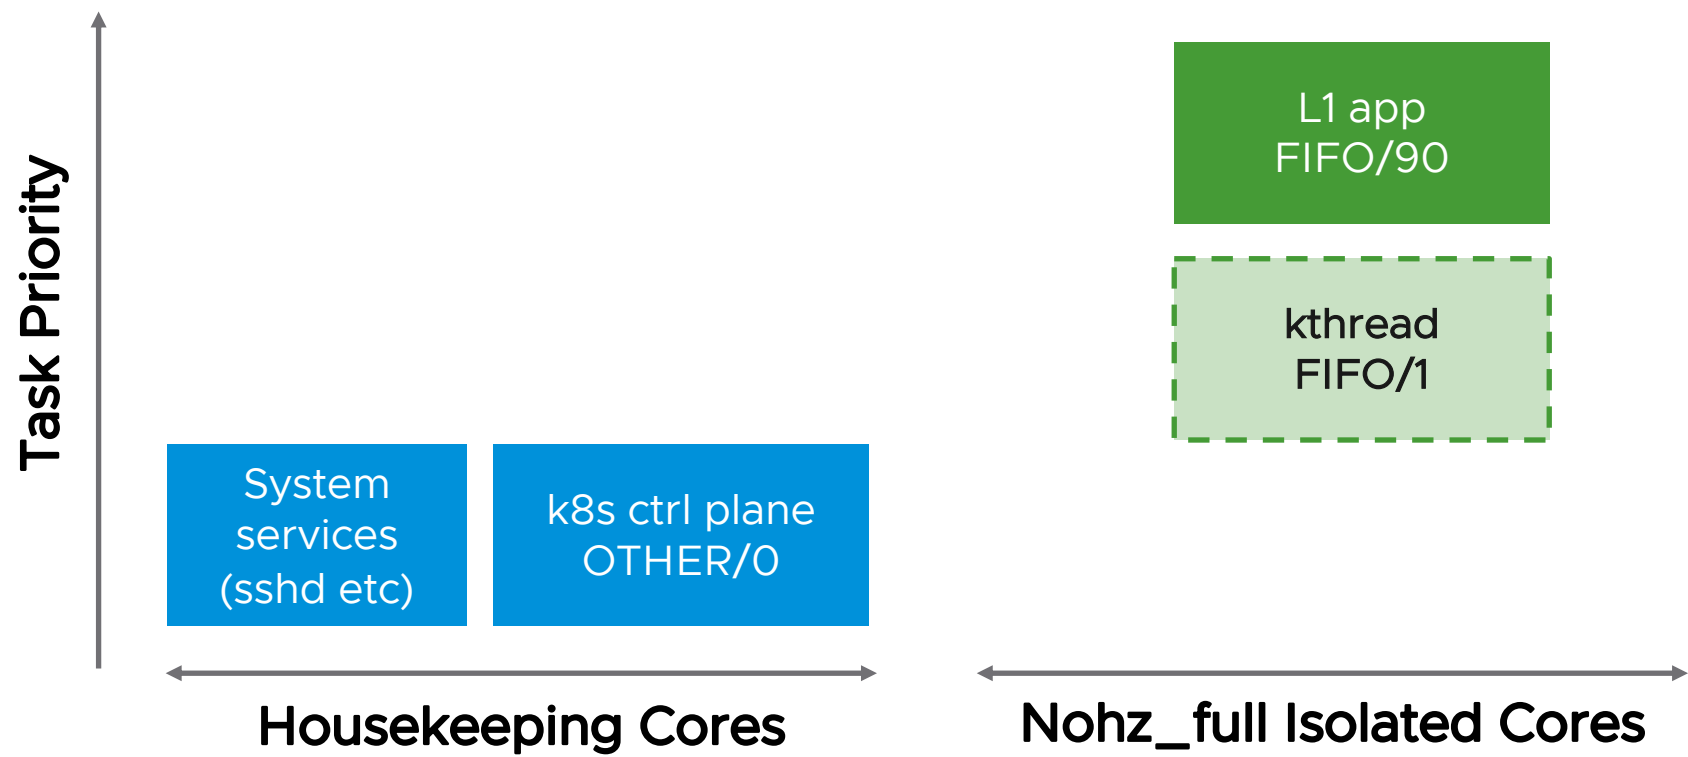 Task Priority
L1 app
FIFO/90
kthread
FIFO/1
System
services
(sshd etc)
k8s ctrl plane
OTHER/0
Housekeeping Cores
Nohz_full Isolated Cores